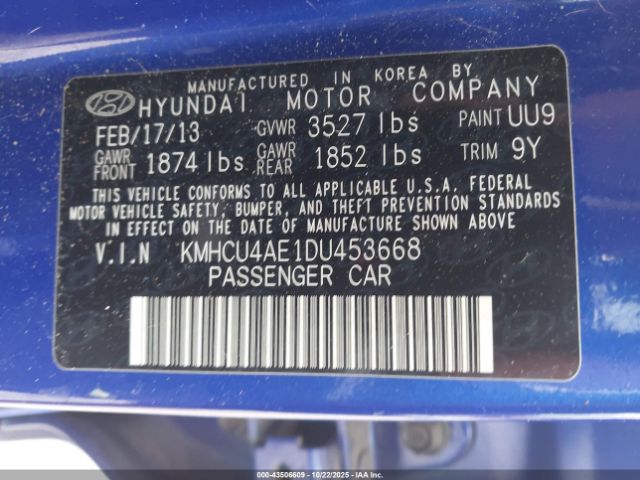 MANUFACTURED IN KOREA BY
HYUNDAI MOTOR COMPANY
FEB/17/13 GVWR 3527 lbs PAINT UU9
GAWR FRONT 1874 lbs GAWR REAR 1852 lbs TRIM 9Y
THIS VEHICLE CONFORMS TO ALL APPLICABLE U.S.A. FEDERAL
MOTOR VEHICLE SAFETY, BUMPER, AND THEFT PREVENTION STANDARDS
IN EFFECT ON THE DATE OF MANUFACTURE SHOWN ABOVE
V.I.N KMHCU4AE1DU453668
PASSENGER CAR
000-43506609 - 10/22/2025 - IAAI.COM